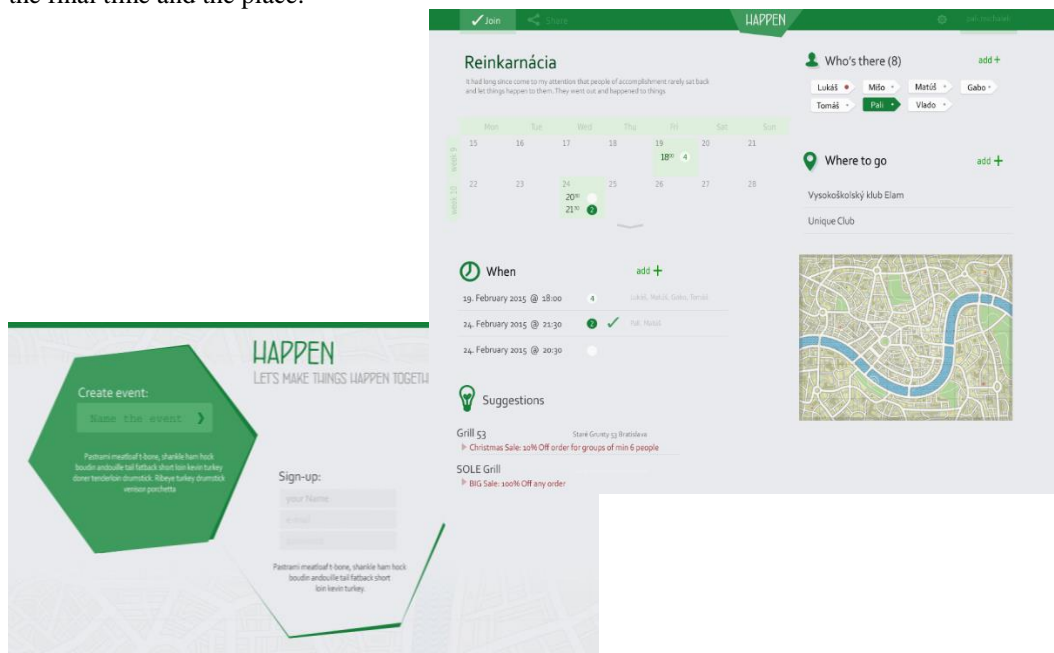 the final time and the place.
Join
Share
HAPPEN
Reinkarnácia
It had long since come to my attention that people of accomplishment rarely sat back
and let things happen to them. They went out and happened to things
Mon Tue Wed Thu Fri Sat Sun
week 9
15 16 17 18 19 20 21
18⁰⁰ 4
week 10
22 23 24 25 26 27 28
20³⁰
21³⁰ 2
When
add +
19. February 2015 @ 18:00 4 Lukáš, Matúš, Gabo, Tomáš
24. February 2015 @ 21:30 2
24. February 2015 @ 20:30
Suggestions
Grill 53 Staré Grunty 53 Bratislava
Christmas Sale: 10% Off order for groups of min 6 people
SOLE Grill
BIG Sale: 100% Off any order
Who's there (8)
add +
Lukáš Mišo Matúš Gabo
Tomáš Pali Vlado
Where to go
add +
Vysokoškolský klub Elam
Unique Club
HAPPEN
LET'S MAKE THINGS HAPPEN TOGETH
Create event:
Name the event
Pastrami meatloaf t-bone, shankle ham hock
boudin andouille tail fatback short loin kevin turkey
doner tenderloin drumstick. Ribeye turkey drumstick
venison porchetta
Sign-up:
your Name:
e-mail
Pastrami meatloaf t-bone, shankle ham hock
boudin andouille tail fatback short
loin kevin turkey.